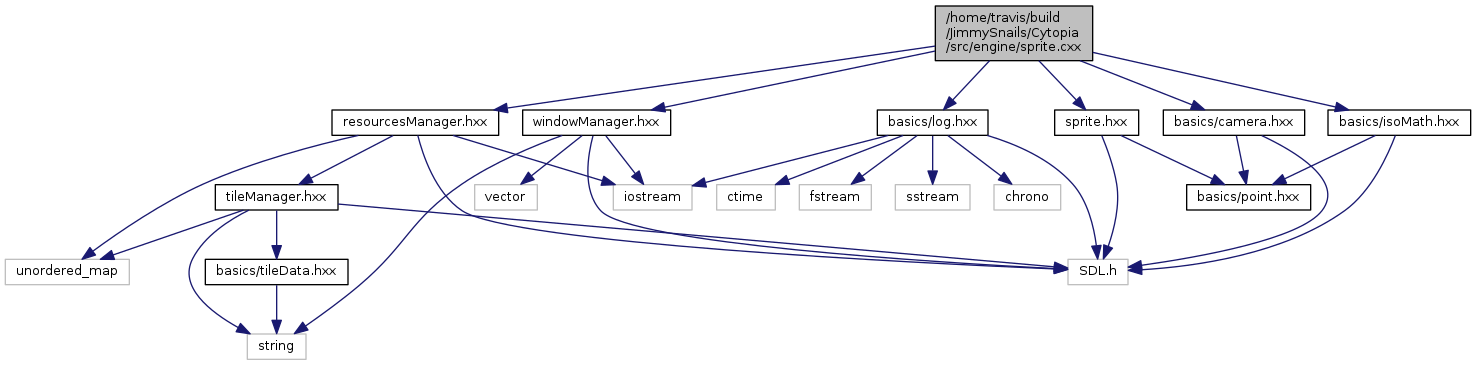 /home/travis/build
/JimmySnails/Cytopia
/src/engine/sprite.cxx
resourcesManager.hxx
windowManager.hxx
basics/log.hxx
sprite.hxx
basics/camera.hxx
basics/isoMath.hxx
tileManager.hxx
vector
iostream
ctime
fstream
sstream
chrono
basics/point.hxx
unordered_map
basics/tileData.hxx
SDL.h
string